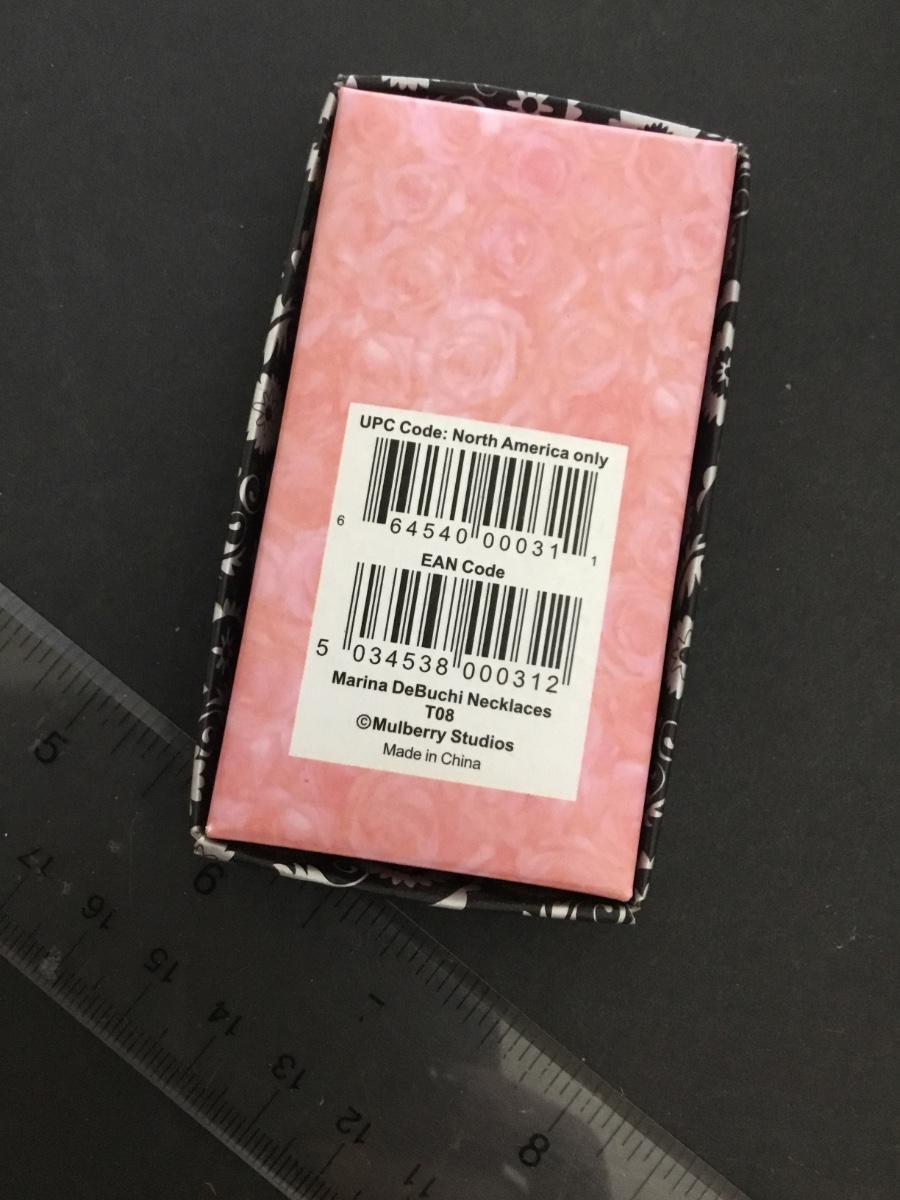 UPC Code: North America only
6 64540 00031 1
EAN Code
5 034538 000312
Marina DeBuchi Necklaces
T08
©Mulberry Studios
Made in China
5
6
8
17
16
15
14
13
12
11